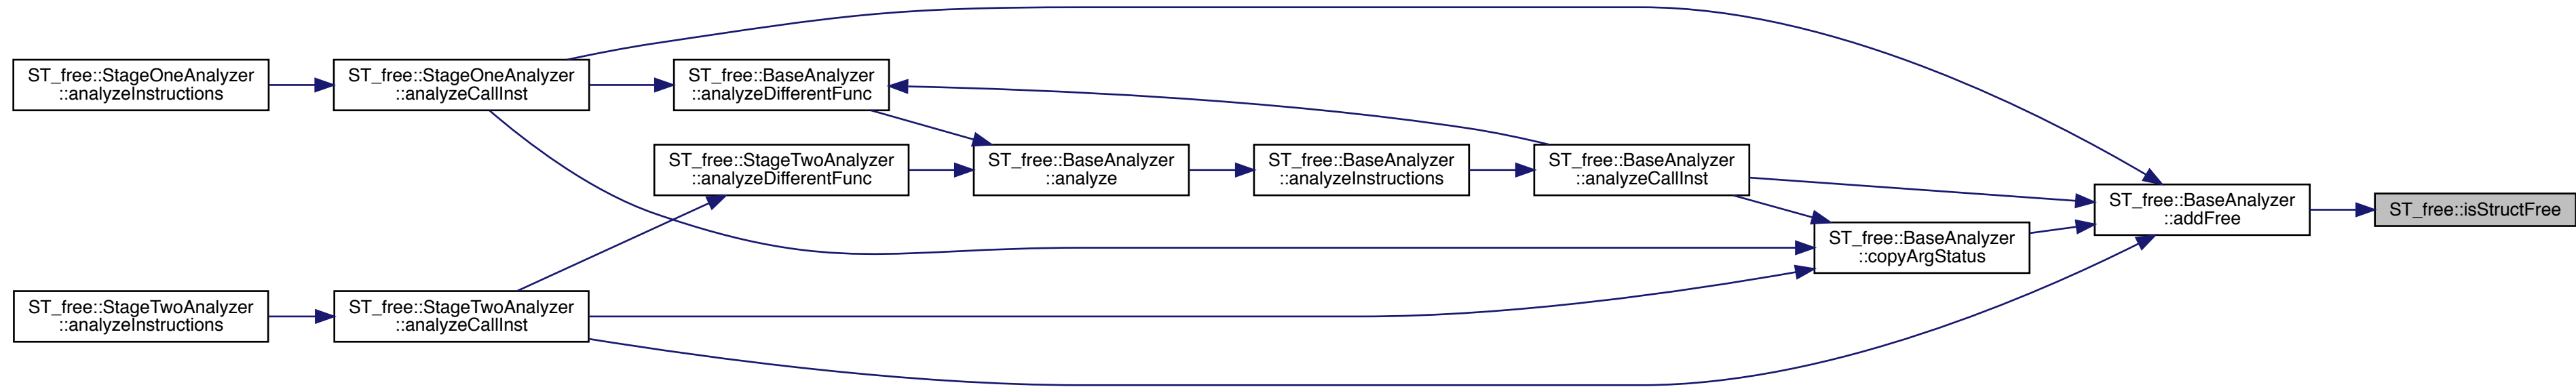 ST_free::StageOneAnalyzer
::analyzeInstructions
ST_free::StageOneAnalyzer
::analyzeCallInst
ST_free::BaseAnalyzer
::analyzeDifferentFunc
ST_free::StageTwoAnalyzer
::analyzeDifferentFunc
ST_free::BaseAnalyzer
::analyze
ST_free::BaseAnalyzer
::analyzeInstructions
ST_free::BaseAnalyzer
::analyzeCallInst
ST_free::BaseAnalyzer
::copyArgStatus
ST_free::BaseAnalyzer
::addFree
ST_free::isStructFree
ST_free::StageTwoAnalyzer
::analyzeInstructions
ST_free::StageTwoAnalyzer
::analyzeCallInst